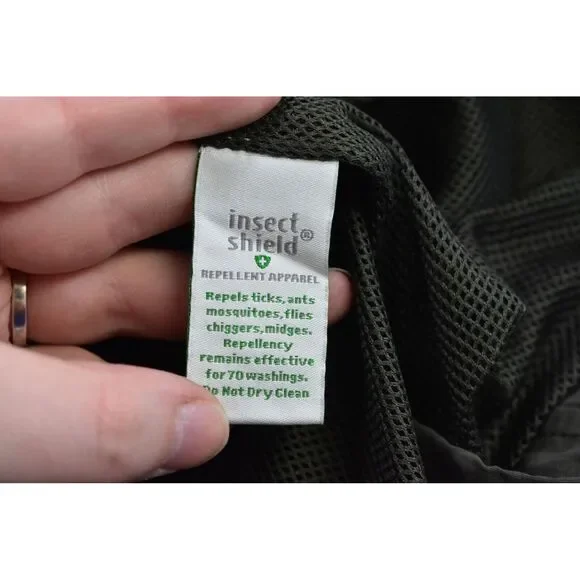 insect
shield®
REPELLENT APPAREL
Repels ticks, ants
mosquitoes, flies
chiggers, midges.
Repellency
remains effective
for 70 washings.
Do Not Dry Clean